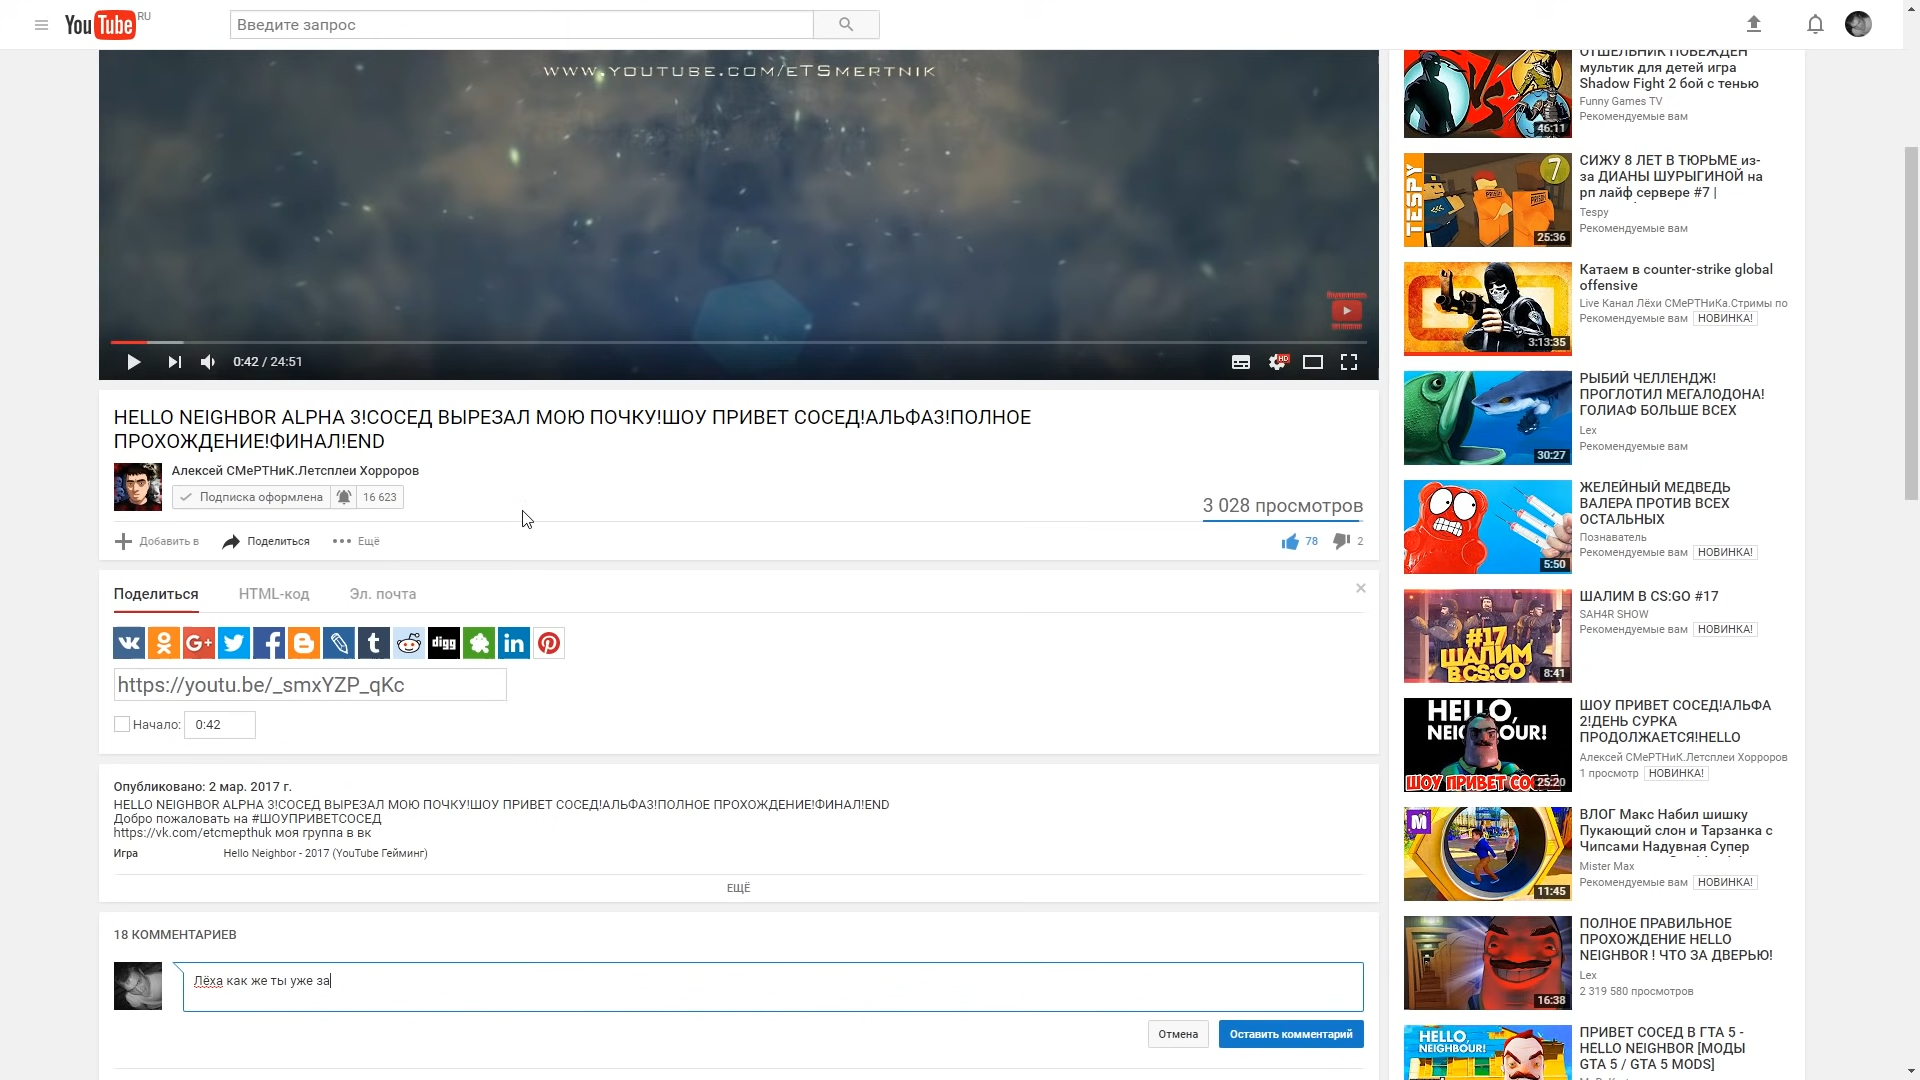 YouTube RU
Введите запрос
WWW.YOUTUBE.COM/ETSMERTNIK
0:42 / 24:51
HD
HELLO NEIGHBOR ALPHA 3!СОСЕД ВЫРЕЗАЛ МОЮ ПОЧКУ!ШОУ ПРИВЕТ СОСЕД!АЛЬФА3!ПОЛНОЕ
ПРОХОЖДЕНИЕ!ФИНАЛ!END
Алексей СМеРТНиК.Летсплеи Хорроров
Подписка оформлена 16 623
3 028 просмотров
Добавить в Поделиться Ещё 78 2
Поделиться HTML-код Эл. почта
G+ digg in
https://youtu.be/_smxYZP_qKc
Начало: 0:42
Опубликовано: 2 мар. 2017 г.
HELLO NEIGHBOR ALPHA 3!СОСЕД ВЫРЕЗАЛ МОЮ ПОЧКУ!ШОУ ПРИВЕТ СОСЕД!АЛЬФА3!ПОЛНОЕ ПРОХОЖДЕНИЕ!ФИНАЛ!END
Добро пожаловать на #ШОУПРИВЕТСОСЕД
https://vk.com/etcmepthuk моя группа в вк
Игра Hello Neighbor - 2017 (YouTube Гейминг)
ЕЩЁ
18 КОММЕНТАРИЕВ
Лёха как же ты уже за
Отмена Оставить комментарий
ОТШЕЛЬНИК ПОБЕЖДЕН
мультик для детей игра
Shadow Fight 2 бой с тенью
Funny Games TV
Рекомендуемые вам
VS
46:11
СИЖУ 8 ЛЕТ В ТЮРЬМЕ из-
за ДИАНЫ ШУРЫГИНОЙ на
рп лайф сервере #7 |
Tespy
Рекомендуемые вам
TESPY
7
25:36
Катаем в counter-strike global
offensive
Live Канал Лёхи СМеРТНиКа.Стримы по
Рекомендуемые вам НОВИНКА!
3:13:35
РЫБИЙ ЧЕЛЛЕНДЖ!
ПРОГЛОТИЛ МЕГАЛОДОНА!
ГОЛИАФ БОЛЬШЕ ВСЕХ
Lex
Рекомендуемые вам
30:27
ЖЕЛЕЙНЫЙ МЕДВЕДЬ
ВАЛЕРА ПРОТИВ ВСЕХ
ОСТАЛЬНЫХ
Познаватель
Рекомендуемые вам НОВИНКА!
5:50
ШАЛИМ В CS:GO #17
SAH4R SHOW
Рекомендуемые вам НОВИНКА!
#17
ШАЛИМ
В CS:GO
8:41
ШОУ ПРИВЕТ СОСЕД!АЛЬФА
2!ДЕНЬ СУРКА
ПРОДОЛЖАЕТСЯ!HELLO
Алексей СМеРТНиК.Летсплеи Хорроров
1 просмотр НОВИНКА!
HELLO,
ШОУ ПРИВЕТ
25:20
ВЛОГ Макс Набил шишку
Пукающий слон и Тарзанка с
Чипсами Надувная Супер
Mister Max
Рекомендуемые вам НОВИНКА!
M
11:45
ПОЛНОЕ ПРАВИЛЬНОЕ
ПРОХОЖДЕНИЕ HELLO
NEIGHBOR ! ЧТО ЗА ДВЕРЬЮ!
Lex
2 319 580 просмотров
16:38
ПРИВЕТ СОСЕД В ГТА 5 -
HELLO NEIGHBOR [МОДЫ
GTA 5 / GTA 5 MODS]
HELLO,
NEIGHBOUR!